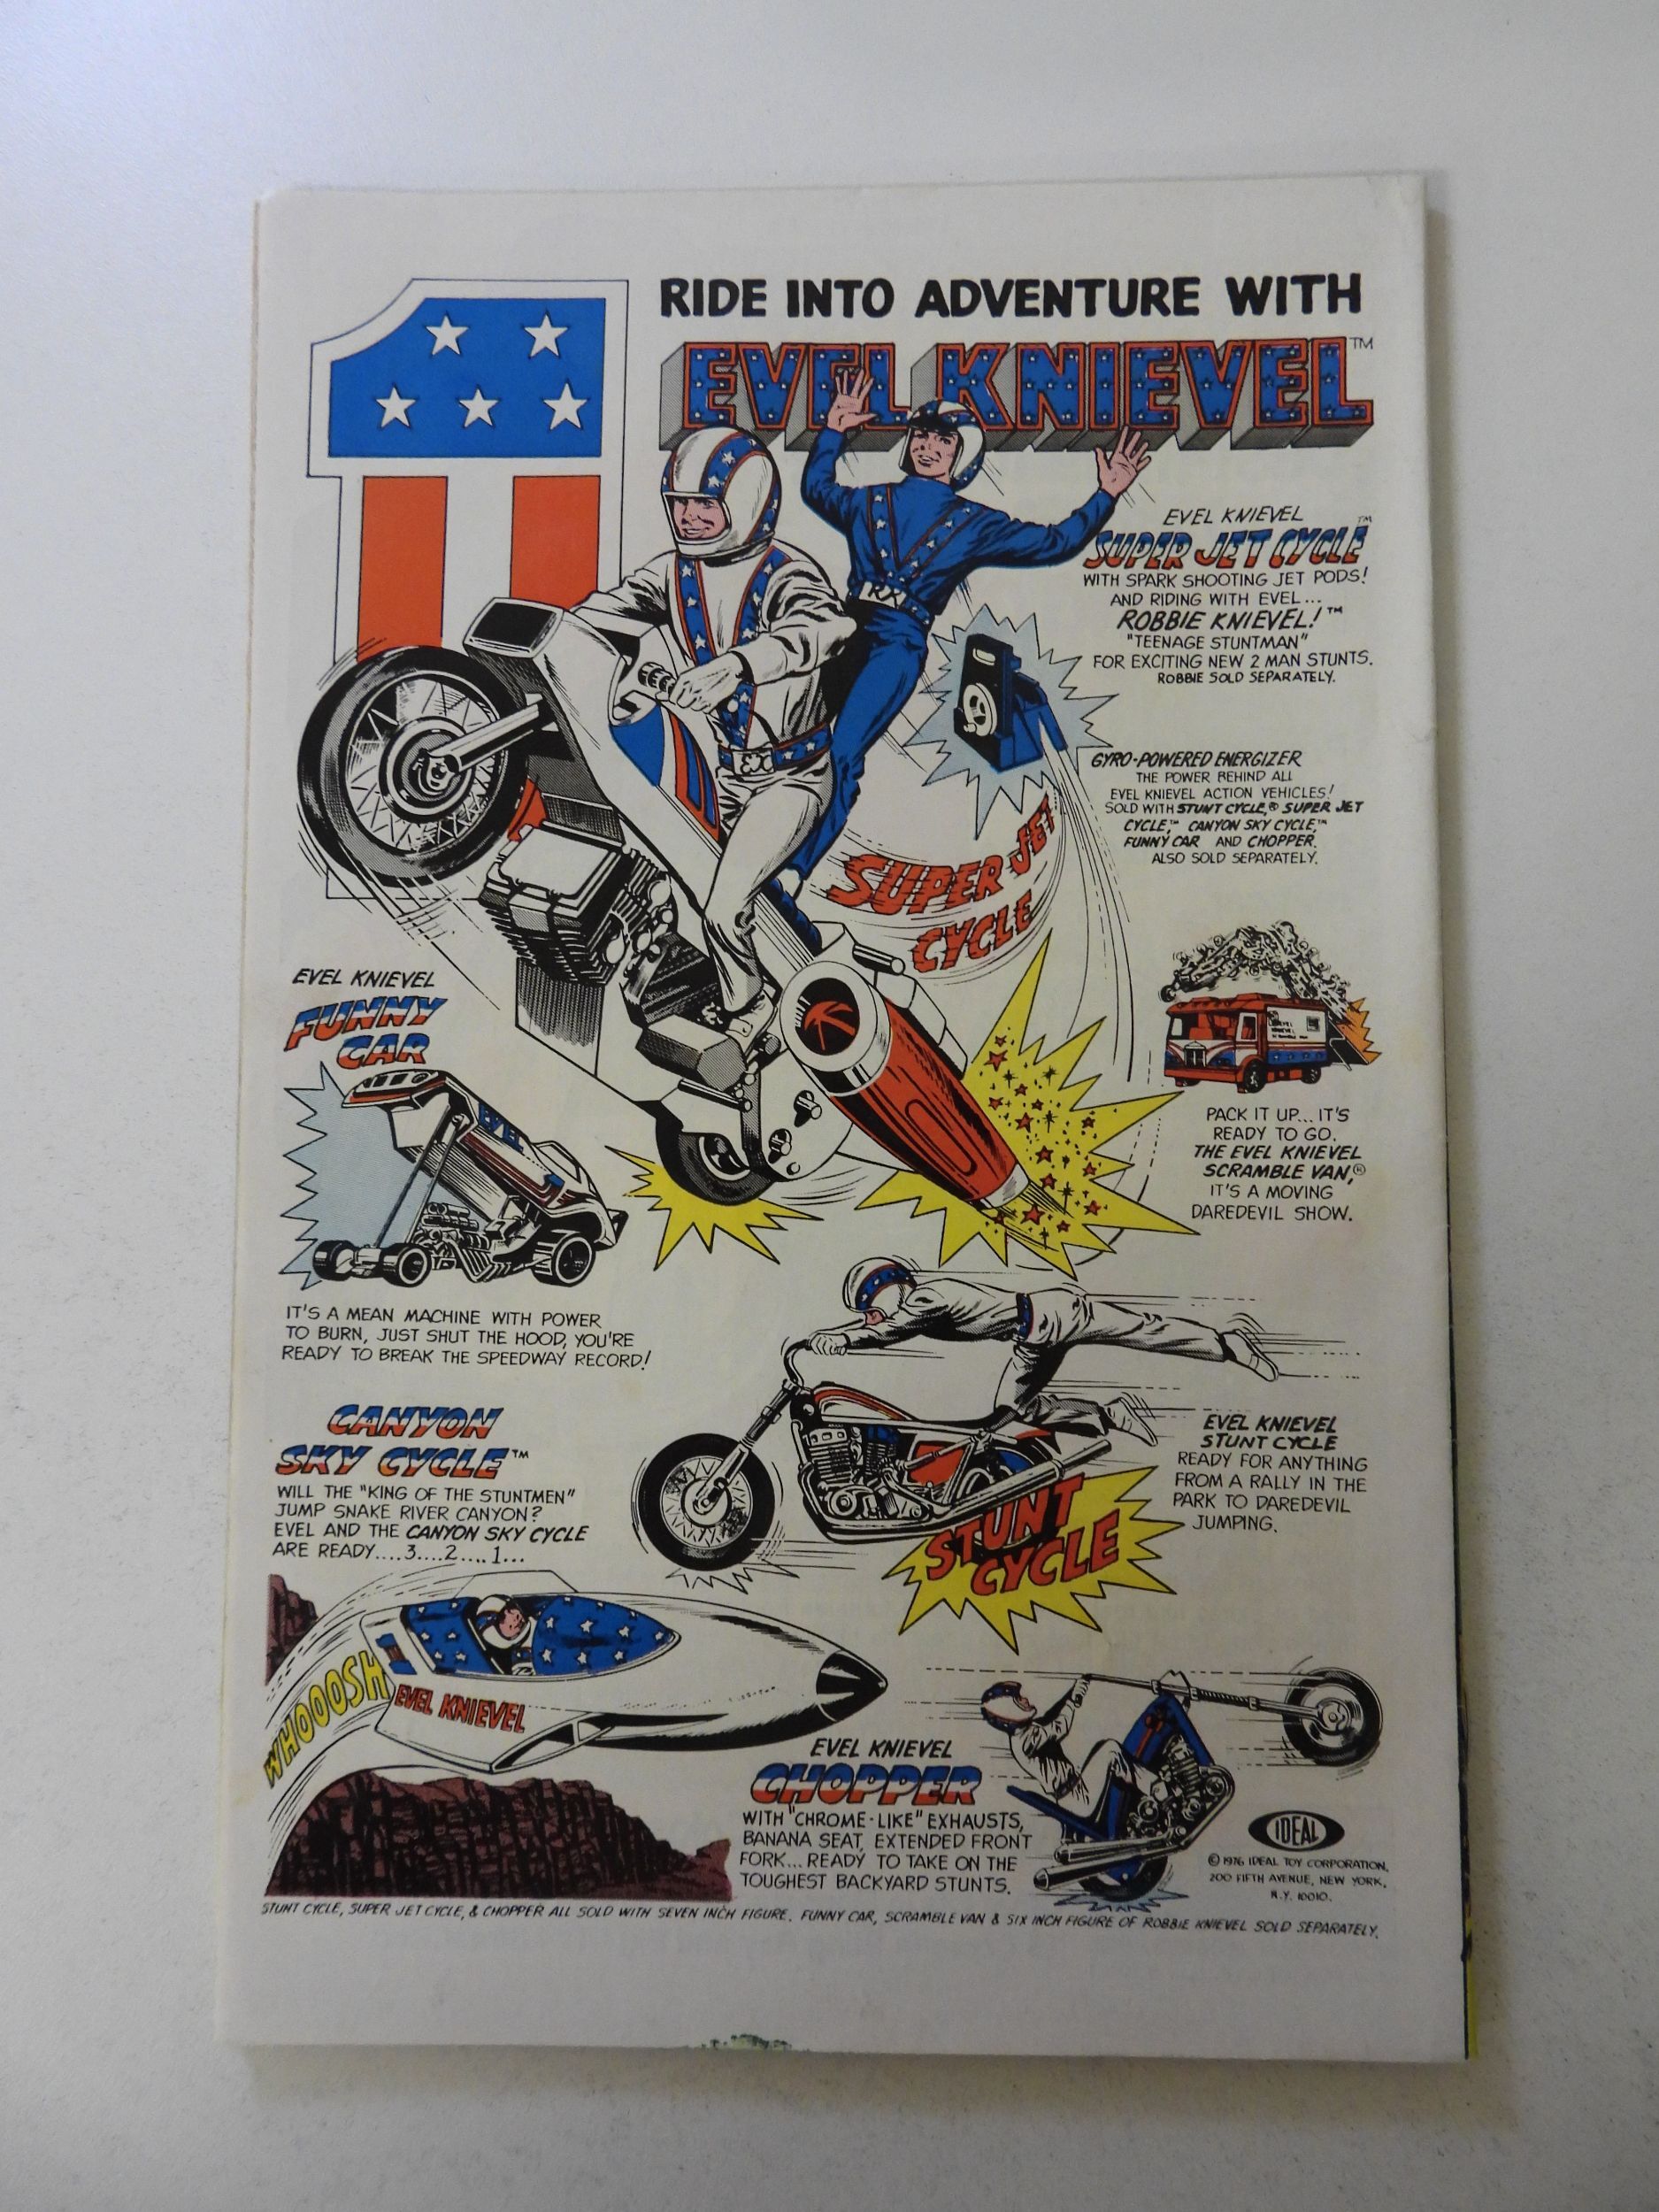 RIDE INTO ADVENTURE WITH
EVEL KNIEVEL™
EVEL KNIEVEL
SUPER JET CYCLE™
WITH SPARK SHOOTING JET PODS!
AND RIDING WITH EVEL...
ROBBIE KNIEVEL!™
"TEENAGE STUNTMAN"
FOR EXCITING NEW 2 MAN STUNTS.
ROBBIE SOLD SEPARATELY.
GYRO-POWERED ENERGIZER
THE POWER BEHIND ALL
EVEL KNIEVEL ACTION VEHICLES!
SOLD WITH STUNT CYCLE,® SUPER JET
CYCLE,™ CANYON SKY CYCLE,™
FUNNY CAR AND CHOPPER.
ALSO SOLD SEPARATELY.
SUPER JET
CYCLE
EVEL KNIEVEL
FUNNY
CAR
EVEL
IT'S A MEAN MACHINE WITH POWER
TO BURN, JUST SHUT THE HOOD, YOU'RE
READY TO BREAK THE SPEEDWAY RECORD!
PACK IT UP... IT'S
READY TO GO.
THE EVEL KNIEVEL
SCRAMBLE VAN,®
IT'S A MOVING
DAREDEVIL SHOW.
CANYON
SKY CYCLE™
WILL THE "KING OF THE STUNTMEN"
JUMP SNAKE RIVER CANYON?
EVEL AND THE CANYON SKY CYCLE
ARE READY....3....2....1...
EVEL KNIEVEL
STUNT CYCLE
READY FOR ANYTHING
FROM A RALLY IN THE
PARK TO DAREDEVIL
JUMPING.
STUNT
CYCLE
WHOOOSH
EVEL KNIEVEL
EVEL KNIEVEL
CHOPPER
WITH "CHROME-LIKE" EXHAUSTS,
BANANA SEAT, EXTENDED FRONT
FORK... READY TO TAKE ON THE
TOUGHEST BACKYARD STUNTS.
IDEAL
© 1976 IDEAL TOY CORPORATION,
200 FIFTH AVENUE, NEW YORK,
N.Y. 10010.
STUNT CYCLE, SUPER JET CYCLE, & CHOPPER ALL SOLD WITH SEVEN INCH FIGURE. FUNNY CAR, SCRAMBLE VAN & SIX INCH FIGURE OF ROBBIE KNIEVEL SOLD SEPARATELY.